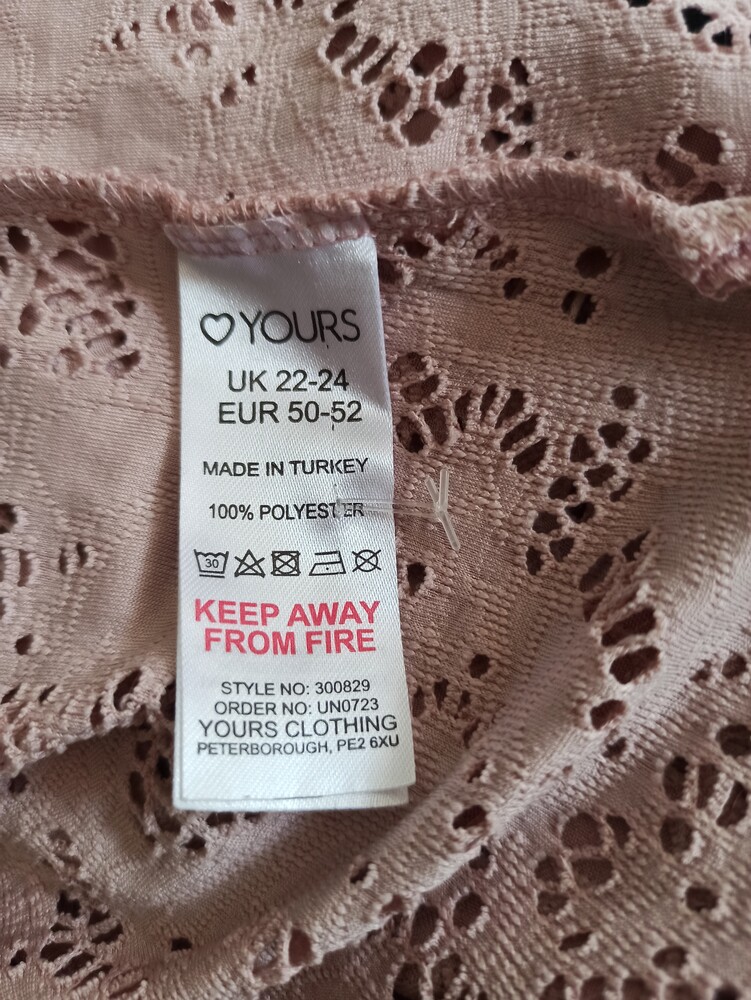 YOURS
UK 22-24
EUR 50-52
MADE IN TURKEY
100% POLYESTER
30
KEEP AWAY
FROM FIRE
STYLE NO: 300829
ORDER NO: UN0723
YOURS CLOTHING
PETERBOROUGH, PE2 6XU